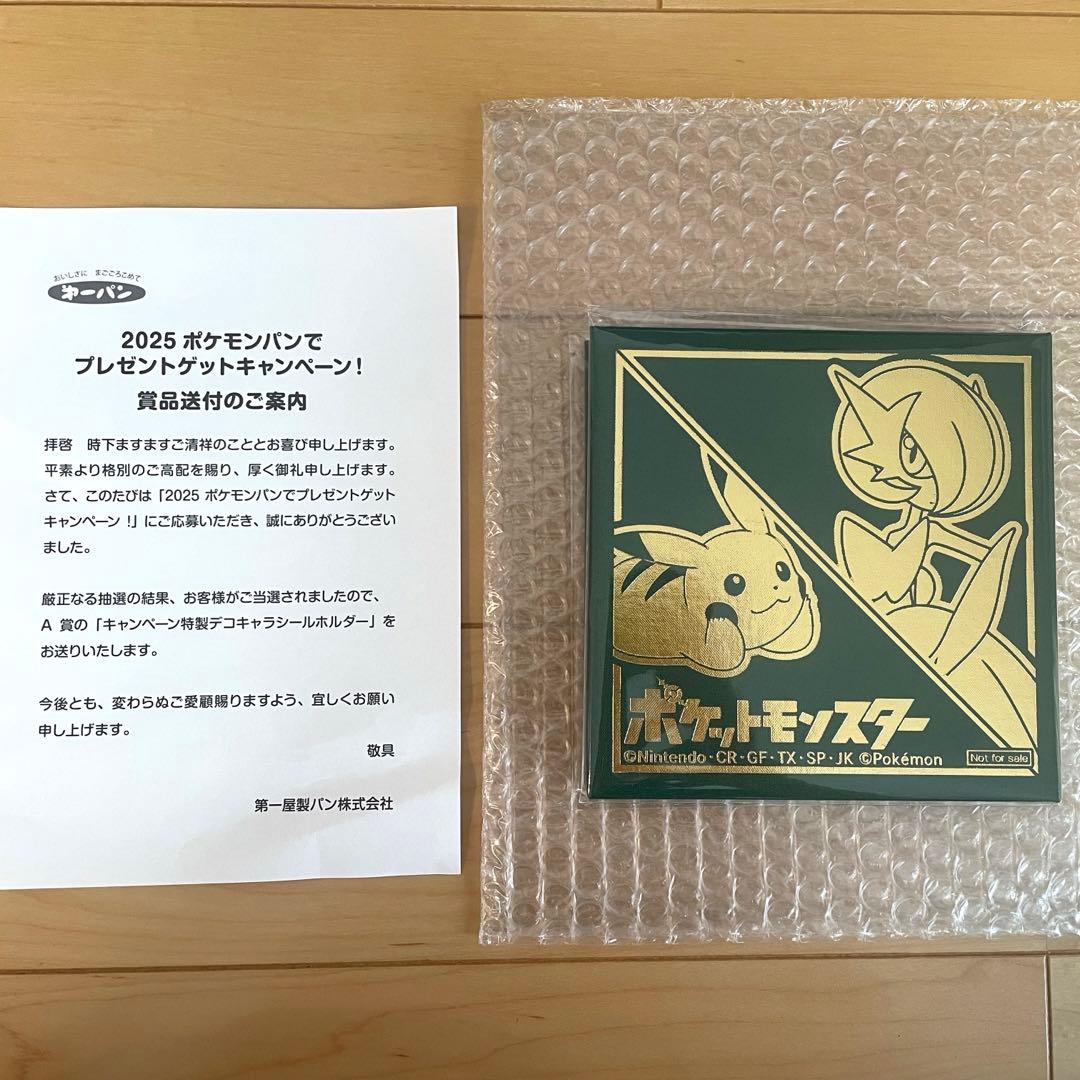 おいしさに まごころこめて
第一パン
2025 ポケモンパンで
プレゼントゲットキャンペーン!
賞品送付のご案内
拝啓 時下ますますご清祥のこととお喜び申し上げます。
平素より格別のご高配を賜り、厚く御礼申し上げます。
さて、このたびは「2025 ポケモンパンでプレゼントゲット
キャンペーン!」にご応募いただき、誠にありがとうござい
ました。
厳正なる抽選の結果、お客様がご当選されましたので、
A 賞の「キャンペーン特製デコキャラシールホルダー」を
お送りいたします。
今後とも、変わらぬご愛顧賜りますよう、宜しくお願い
申し上げます。
敬具
第一屋製パン株式会社
ポケットモンスター
©Nintendo・CR・GF・TX・SP・JK ©Pokémon
Not for sale